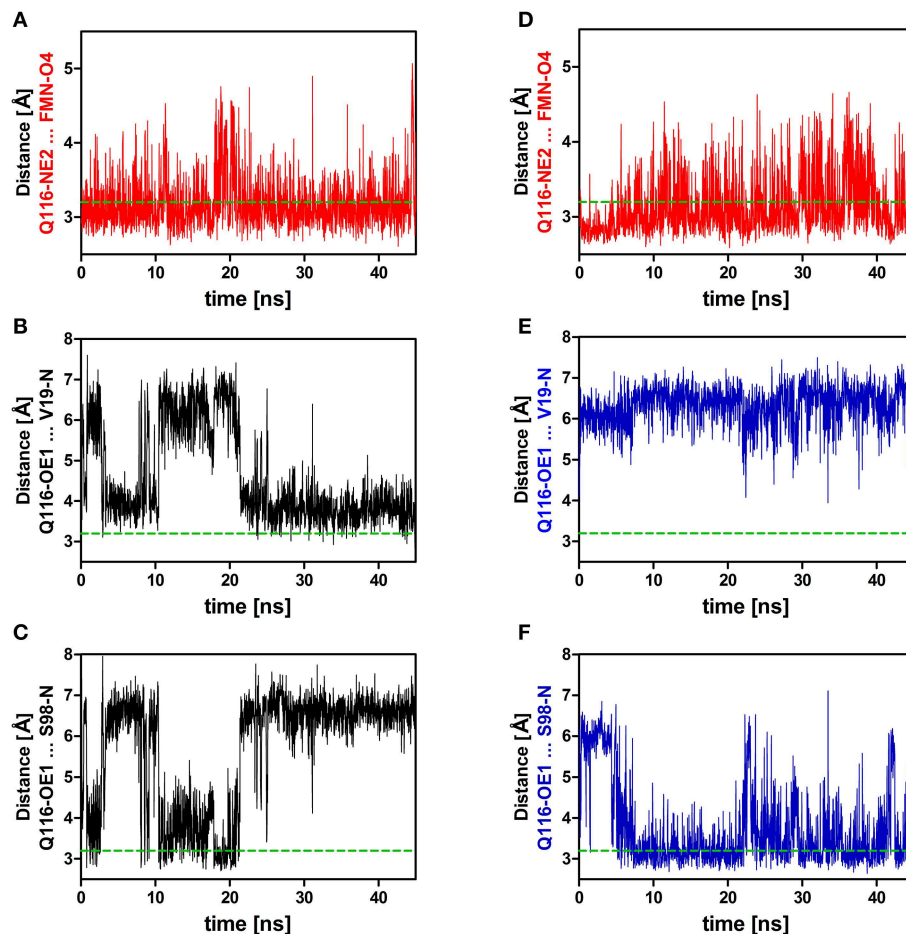 A
Distance [Å]
Q116-NE2 ... FMN-O4
5
4
3
0 10 20 30 40
time [ns]
D
Distance [Å]
Q116-NE2 ... FMN-O4
5
4
3
0 10 20 30 40
time [ns]
B
Distance [Å]
Q116-OE1 ... V19-N
8
7
6
5
4
3
0 10 20 30 40
time [ns]
E
Distance [Å]
Q116-OE1 ... V19-N
8
7
6
5
4
3
0 10 20 30 40
time [ns]
C
Distance [Å]
Q116-OE1 ... S98-N
8
7
6
5
4
3
0 10 20 30 40
time [ns]
F
Distance [Å]
Q116-OE1 ... S98-N
8
7
6
5
4
3
0 10 20 30 40
time [ns]